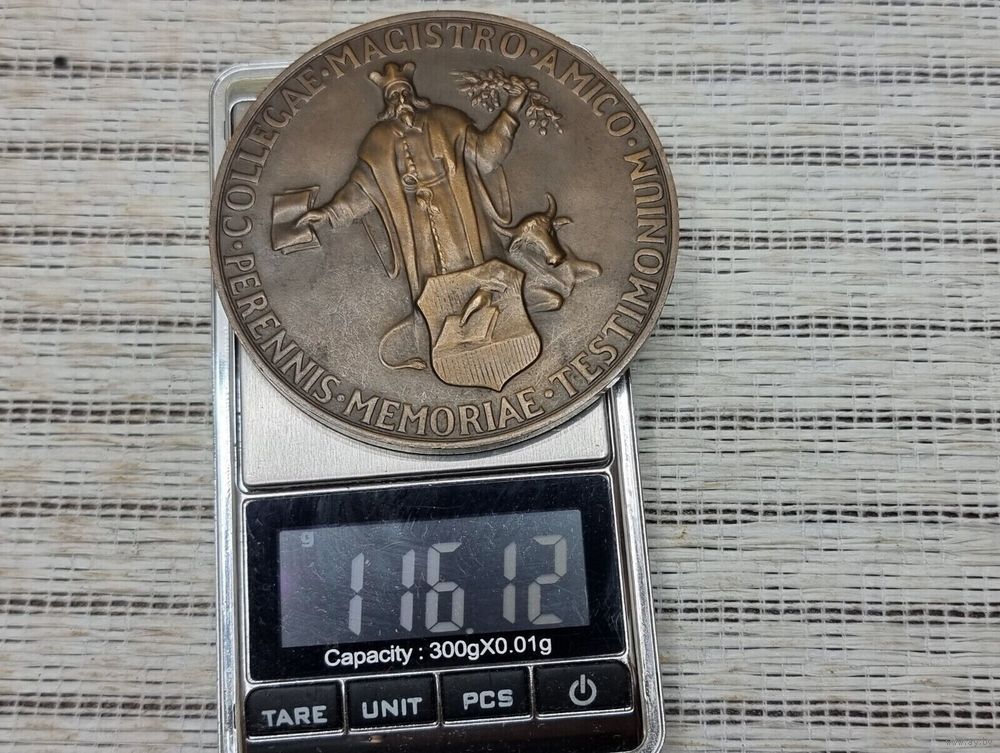 · COLLEGAE · MAGISTRO · AMICO ·
PERENNIS · MEMORIAE · TESTIMONIUM
g
116.12
Capacity : 300gX0.01g
TARE UNIT PCS